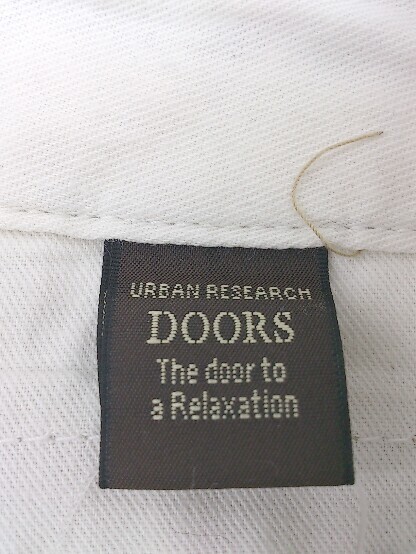 URBAN RESEARCH
DOORS
The door to
a Relaxation